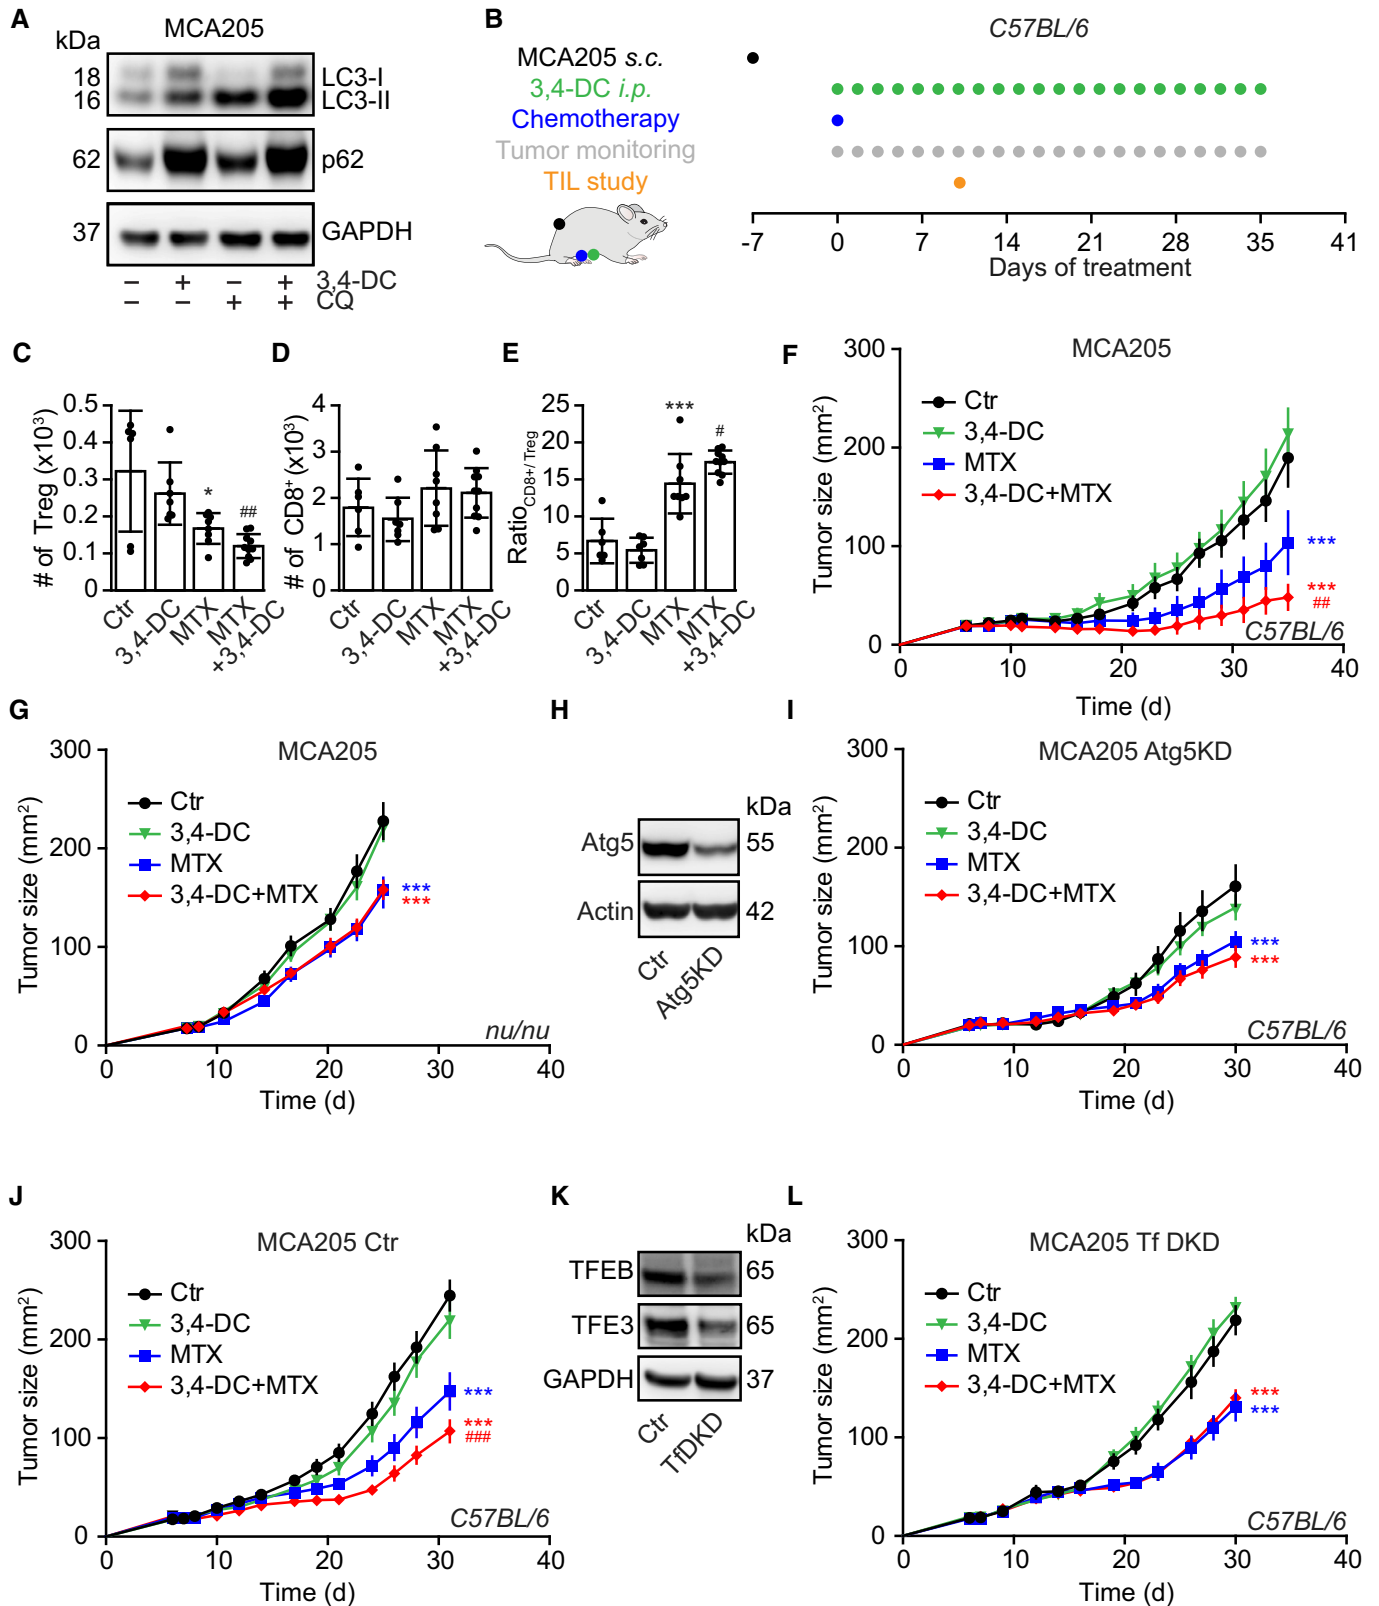 A
MCA205
kDa
18
LC3-I
16
LC3-II
62
p62
37
GAPDH
– + – + 3,4-DC
– – + + CQ
B
C57BL/6
MCA205 s.c.
3,4-DC i.p.
Chemotherapy
Tumor monitoring
TIL study
-7 0 7 14 21 28 35 41
Days of treatment
C
# of Treg (x10³)
0.5
0.4
0.3
0.2
0.1
0
*
##
Ctr
3,4-DC
MTX
MTX
+3,4-DC
D
# of CD8⁺ (x10³)
4
3
2
1
0
Ctr
3,4-DC
MTX
MTX
+3,4-DC
E
Ratio CD8+/Treg
25
20
15
10
5
0
***
#
Ctr
3,4-DC
MTX
MTX
+3,4-DC
F
MCA205
Tumor size (mm²)
300
200
100
0
Ctr
3,4-DC
MTX
3,4-DC+MTX
***
***
##
C57BL/6
0 10 20 30 40
Time (d)
G
MCA205
Tumor size (mm²)
300
200
100
0
Ctr
3,4-DC
MTX
3,4-DC+MTX
***
***
nu/nu
0 10 20 30 40
Time (d)
H
kDa
Atg5
55
Actin
42
Ctr
Atg5KD
I
MCA205 Atg5KD
Tumor size (mm²)
300
200
100
0
Ctr
3,4-DC
MTX
3,4-DC+MTX
***
***
C57BL/6
0 10 20 30 40
Time (d)
J
MCA205 Ctr
Tumor size (mm²)
300
200
100
0
Ctr
3,4-DC
MTX
3,4-DC+MTX
***
***
###
C57BL/6
0 10 20 30 40
Time (d)
K
kDa
TFEB
65
TFE3
65
GAPDH
37
Ctr
TfDKD
L
MCA205 Tf DKD
Tumor size (mm²)
300
200
100
0
Ctr
3,4-DC
MTX
3,4-DC+MTX
***
***
C57BL/6
0 10 20 30 40
Time (d)